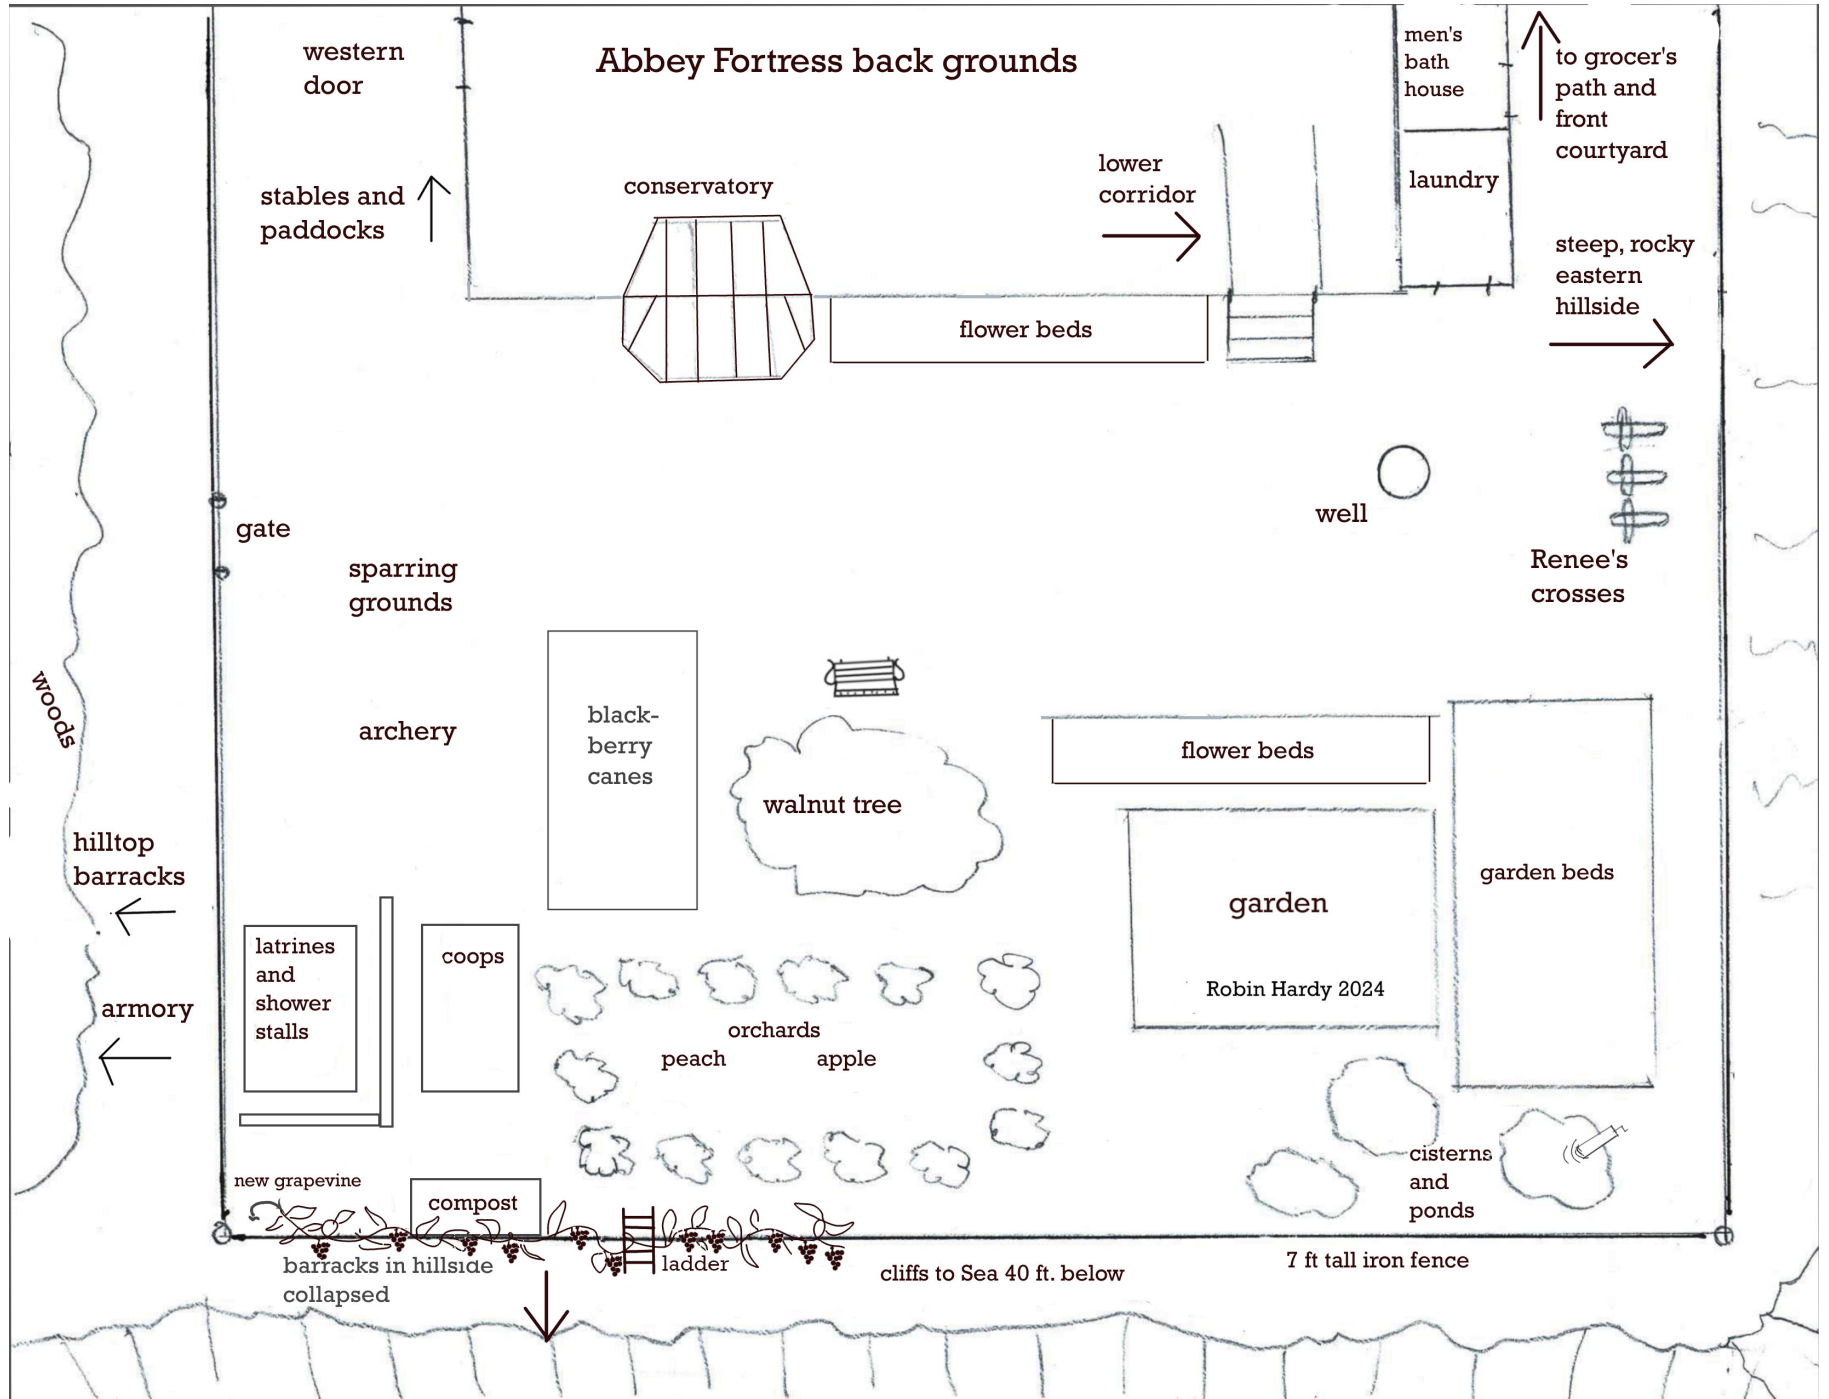 Abbey Fortress back grounds
western
door
men's
bath
house
to grocer's
path and
front
courtyard
stables and
paddocks
conservatory
lower
corridor
laundry
steep, rocky
eastern
hillside
flower beds
gate
well
sparring
grounds
Renee's
crosses
woods
archery
black-
berry
canes
walnut tree
flower beds
hilltop
barracks
garden
garden beds
latrines
and
shower
stalls
coops
armory
Robin Hardy 2024
orchards
peach apple
cisterns
and
ponds
new grapevine
compost
barracks in hillside
collapsed
ladder
cliffs to Sea 40 ft. below
7 ft tall iron fence